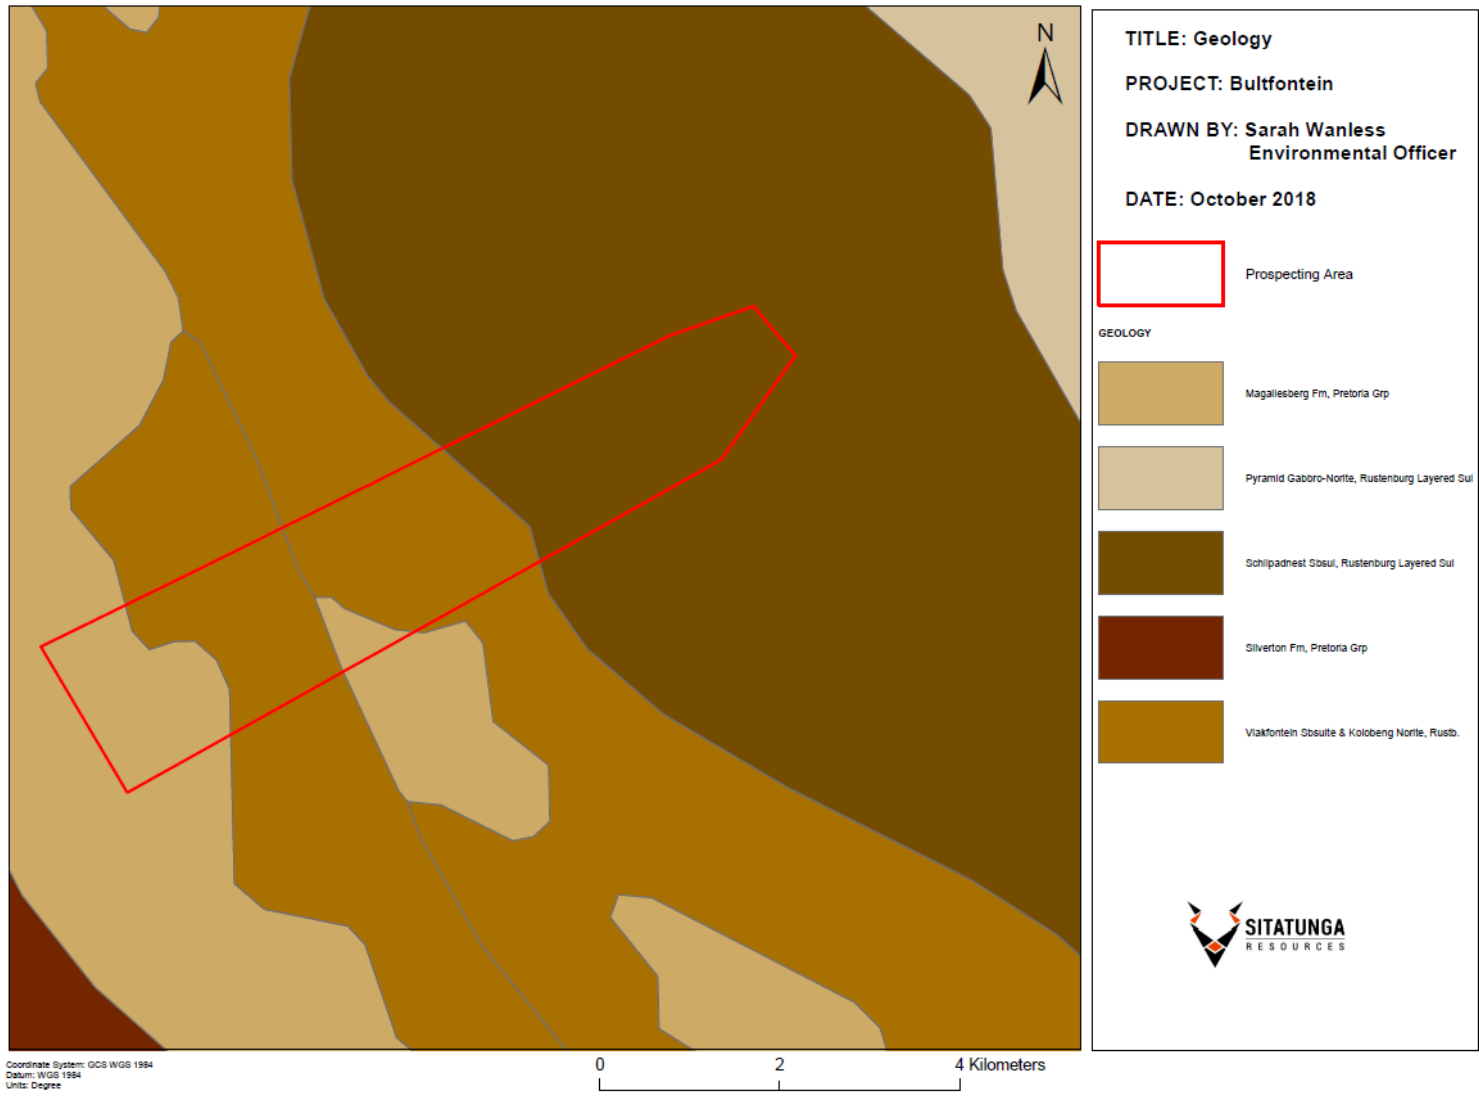 N
TITLE: Geology
PROJECT: Bultfontein
DRAWN BY: Sarah Wanless
Environmental Officer
DATE: October 2018
Prospecting Area
GEOLOGY
Magaliesberg Fm, Pretoria Grp
Pyramid Gabbro-Norite, Rustenburg Layered Sui
Schilpadnest Sbsui, Rustenburg Layered Sui
Silverton Fm, Pretoria Grp
Vlakfontein Sbsuite & Kolobeng Norite, Rustb.
SITATUNGA
RESOURCES
Coordinate System: GCS WGS 1984
Datum: WGS 1984
Units: Degree
0 2 4 Kilometers